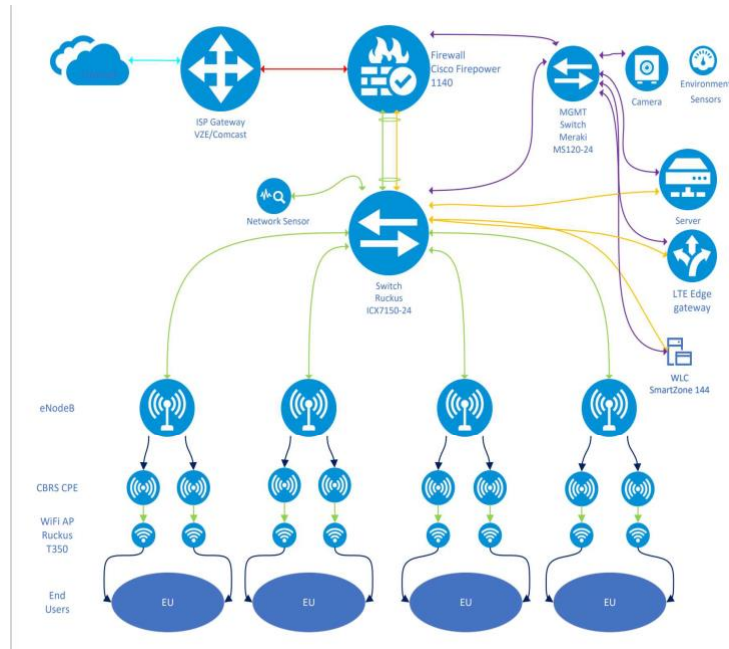 Firewall
Cisco Firepower
1140
ISP Gateway
VZE/Comcast
MGMT
Switch
Meraki
MS120-24
Camera
Environment
Sensors
Network Sensor
Server
Switch
Ruckus
ICX7150-24
LTE Edge
gateway
WLC
SmartZone 144
eNodeB
CBRS CPE
WiFi AP
Ruckus
T350
End
Users
EU
EU
EU
EU